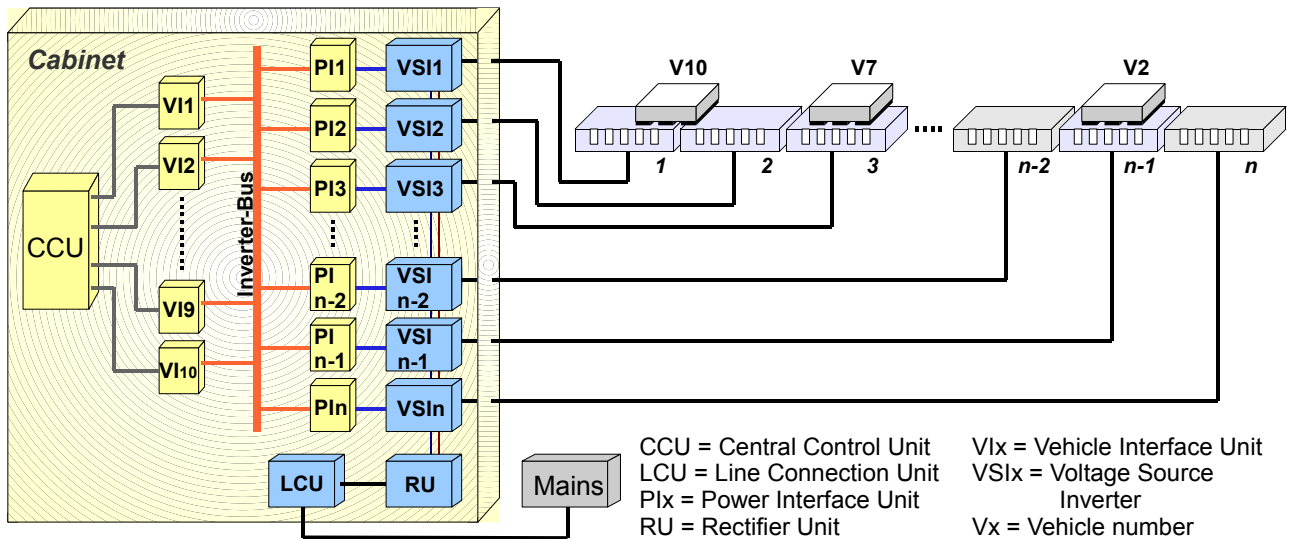 Cabinet
CCU
VI1
VI2
VI9
VI10
Inverter-Bus
PI1
PI2
PI3
PI
n-2
PI
n-1
PIn
VSI1
VSI2
VSI3
VSI
n-2
VSI
n-1
VSIn
LCU
RU
Mains
V10
V7
V2
1
2
3
n-2
n-1
n
CCU = Central Control Unit
LCU = Line Connection Unit
PIx = Power Interface Unit
RU = Rectifier Unit
VIx = Vehicle Interface Unit
VSIx = Voltage Source
Inverter
Vx = Vehicle number